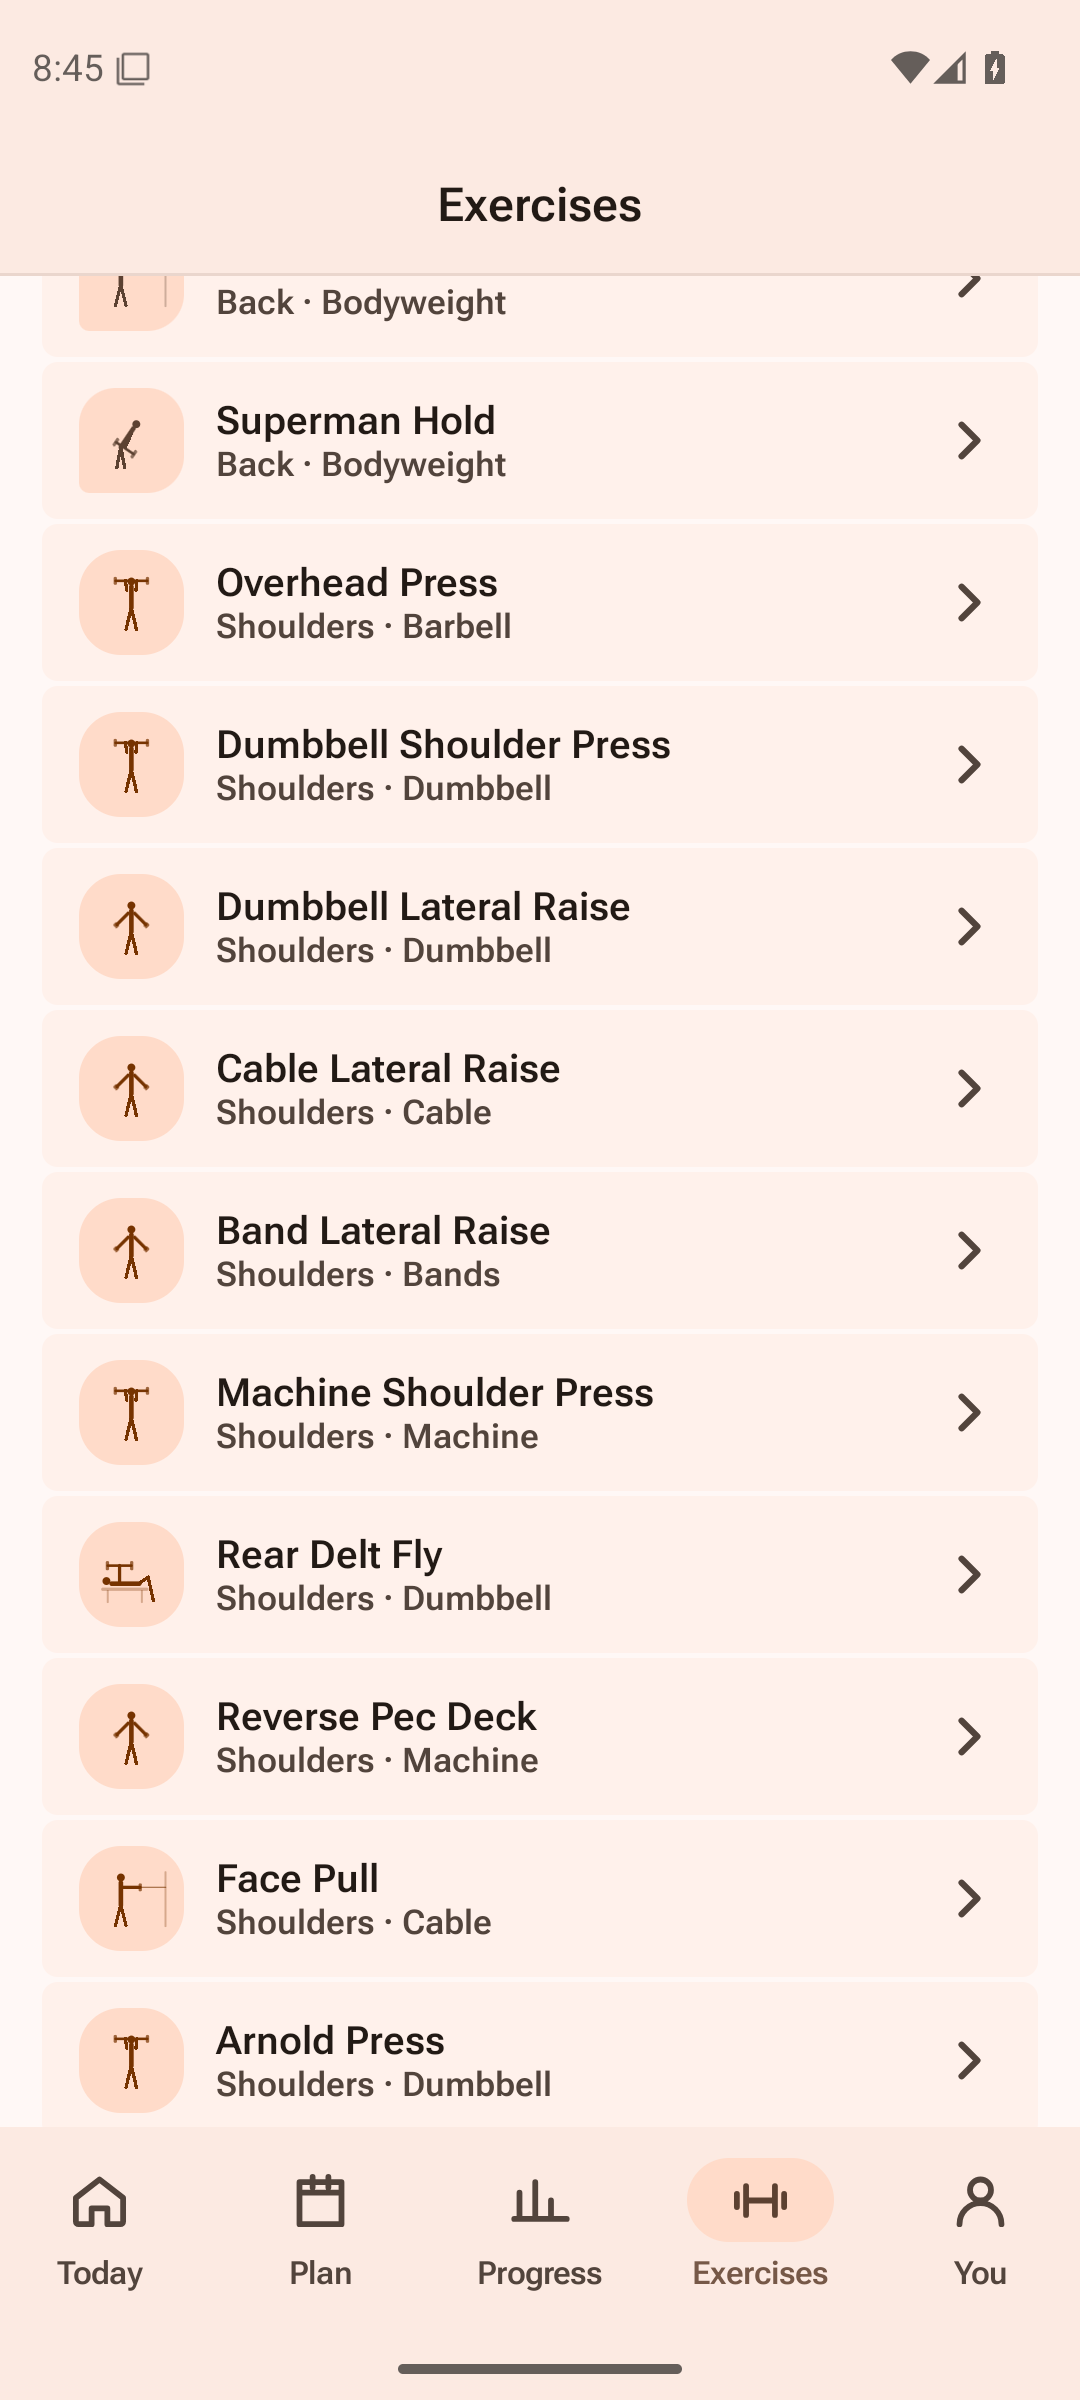 8:45
Exercises
Back · Bodyweight
Superman Hold
Back · Bodyweight
Overhead Press
Shoulders · Barbell
Dumbbell Shoulder Press
Shoulders · Dumbbell
Dumbbell Lateral Raise
Shoulders · Dumbbell
Cable Lateral Raise
Shoulders · Cable
Band Lateral Raise
Shoulders · Bands
Machine Shoulder Press
Shoulders · Machine
Rear Delt Fly
Shoulders · Dumbbell
Reverse Pec Deck
Shoulders · Machine
Face Pull
Shoulders · Cable
Arnold Press
Shoulders · Dumbbell
Today
Plan
Progress
Exercises
You